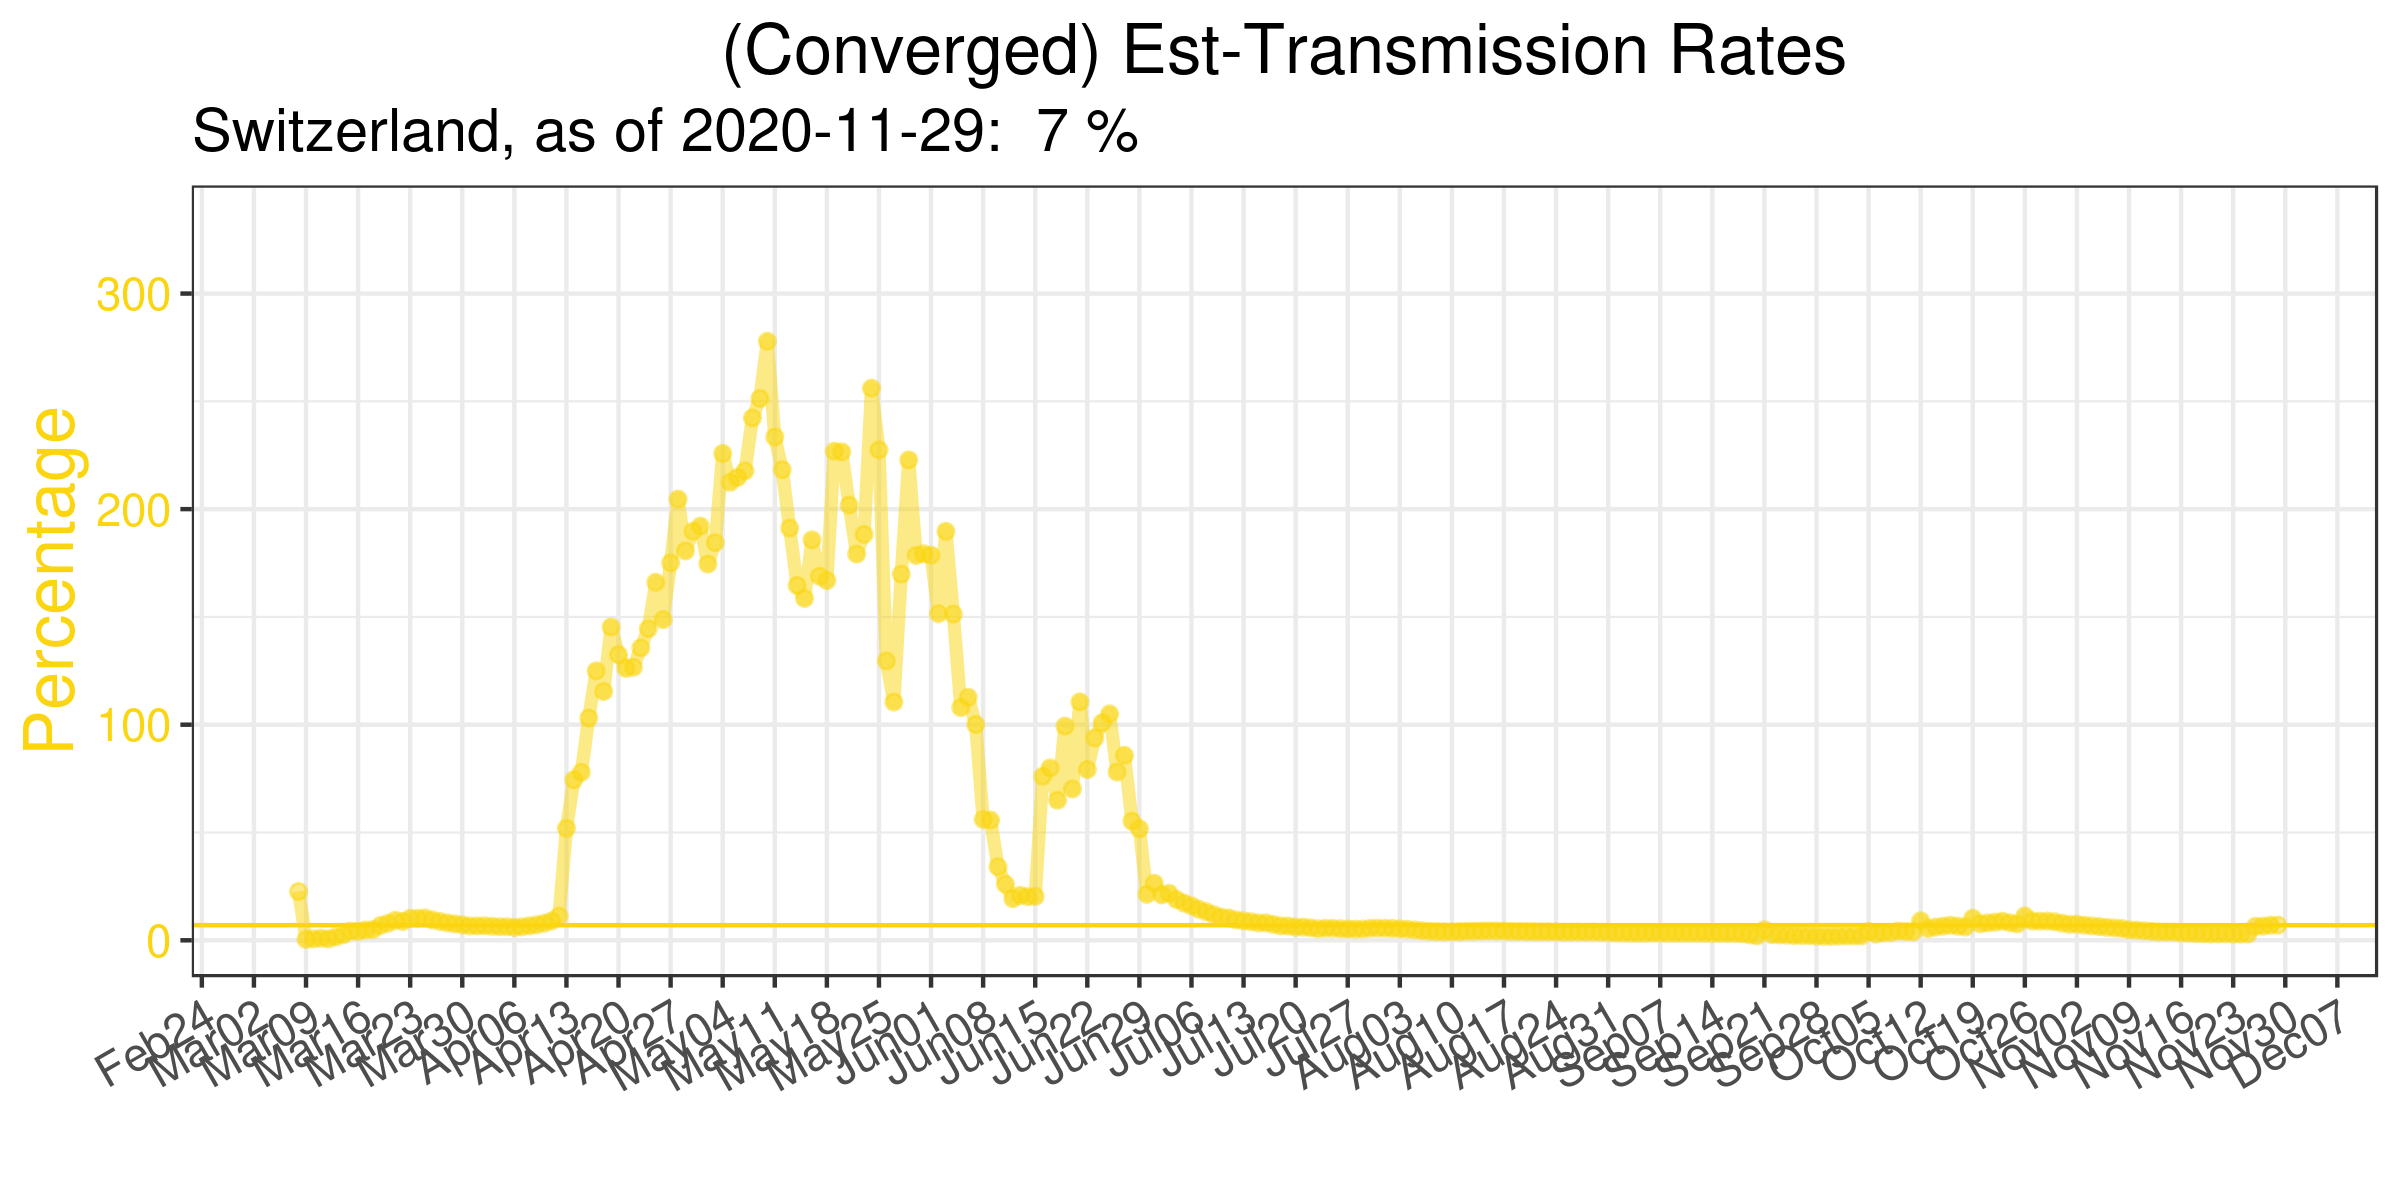 (Converged) Est-Transmission Rates
Switzerland, as of 2020-11-29:  7 %
Percentage
300
200
100
0
Feb24
Mar02
Mar09
Mar16
Mar23
Mar30
Apr06
Apr13
Apr20
Apr27
May04
May11
May18
May25
Jun01
Jun08
Jun15
Jun22
Jun29
Jul06
Jul13
Jul20
Jul27
Aug03
Aug10
Aug17
Aug24
Aug31
Sep07
Sep14
Sep21
Sep28
Oct05
Oct12
Oct19
Oct26
Nov02
Nov09
Nov16
Nov23
Nov30
Dec07